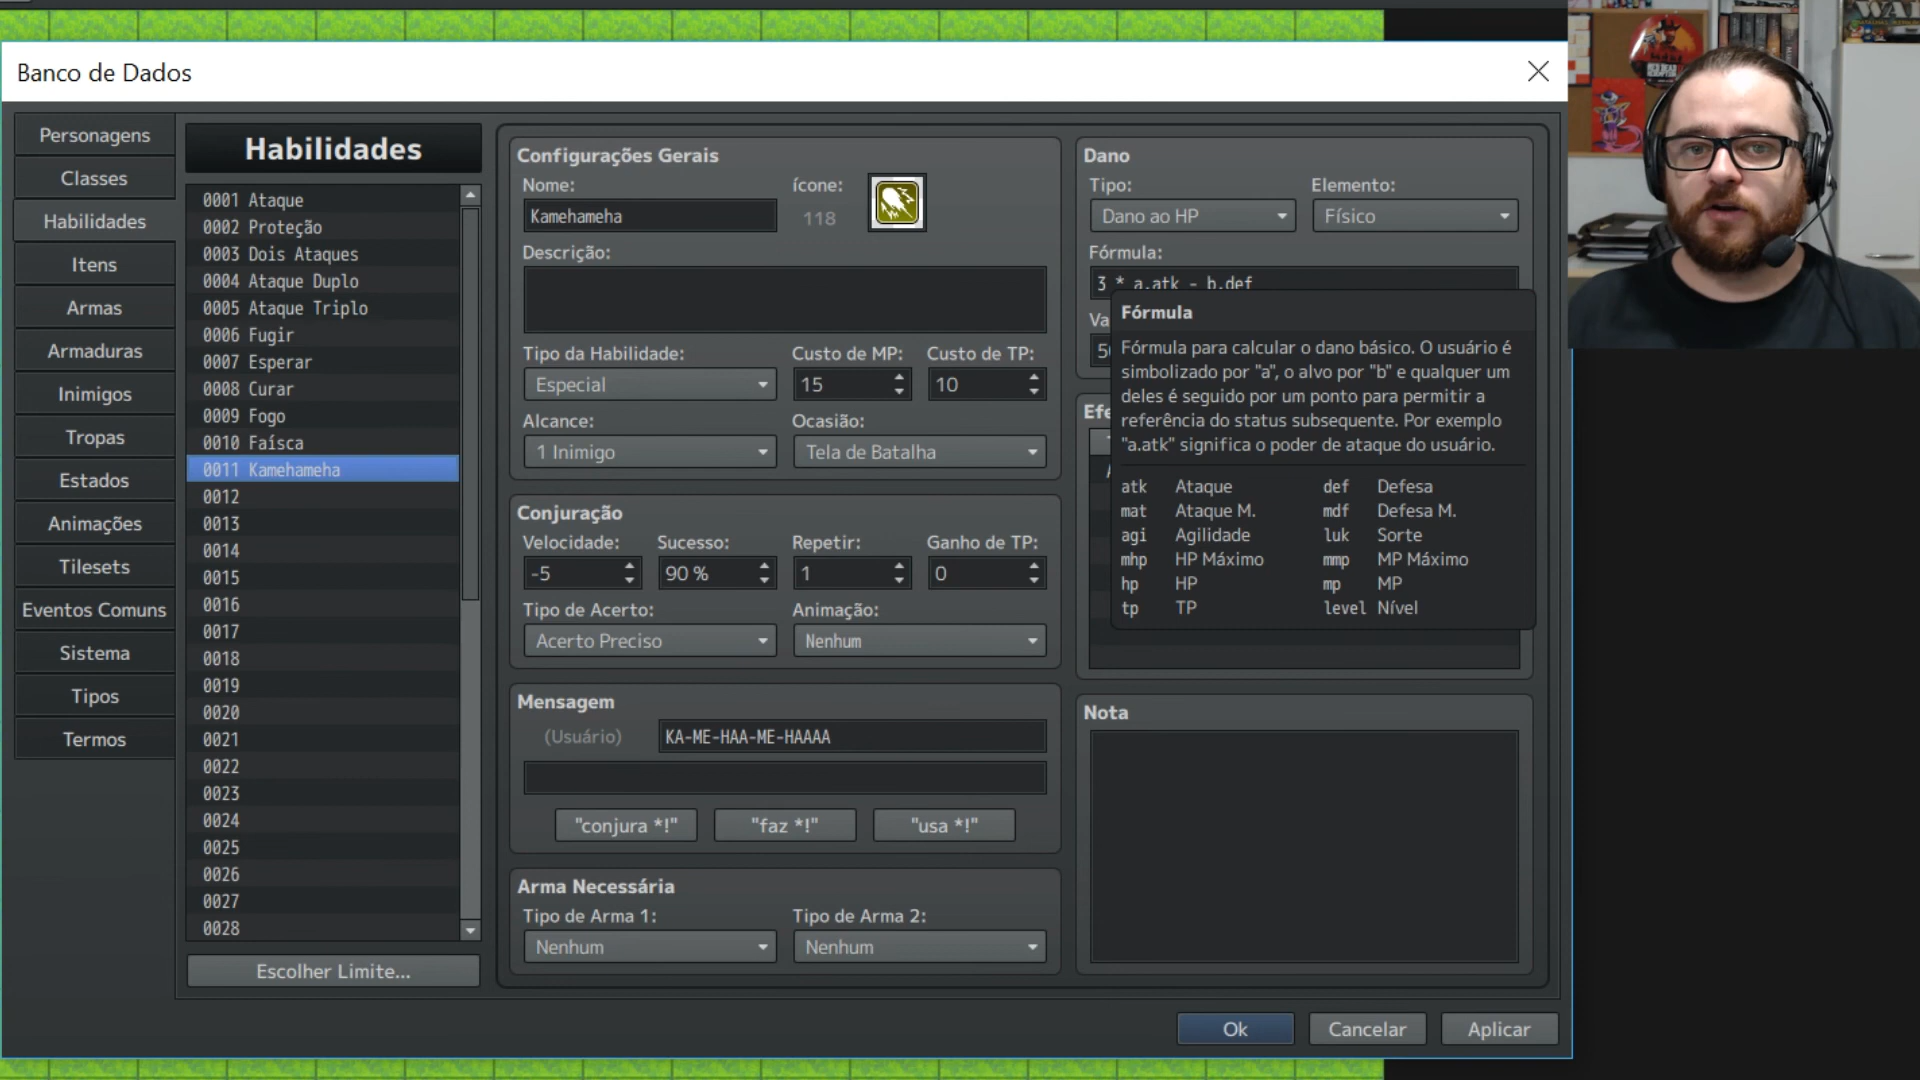 Banco de Dados
Personagens
Classes
Habilidades
Itens
Armas
Armaduras
Inimigos
Tropas
Estados
Animações
Tilesets
Eventos Comuns
Sistema
Tipos
Termos
Habilidades
0001 Ataque
0002 Proteção
0003 Dois Ataques
0004 Ataque Duplo
0005 Ataque Triplo
0006 Fugir
0007 Esperar
0008 Curar
0009 Fogo
0010 Faísca
0011 Kamehameha
0012
0013
0014
0015
0016
0017
0018
0019
0020
0021
0022
0023
0024
0025
0026
0027
0028
Escolher Limite...
Configurações Gerais
Nome: ícone:
Kamehameha 118
Descrição:
Tipo da Habilidade: Custo de MP: Custo de TP:
Especial 15 10
Alcance: Ocasião:
1 Inimigo Tela de Batalha
Conjuração
Velocidade: Sucesso: Repetir: Ganho de TP:
-5 90 % 1 0
Tipo de Acerto: Animação:
Acerto Preciso Nenhum
Mensagem
(Usuário) KA-ME-HAA-ME-HAAAA
"conjura *!" "faz *!" "usa *!"
Arma Necessária
Tipo de Arma 1: Tipo de Arma 2:
Nenhum Nenhum
Dano
Tipo: Elemento:
Dano ao HP Físico
Fórmula:
3 * a.atk - b.def
Fórmula
Fórmula para calcular o dano básico. O usuário é
simbolizado por "a", o alvo por "b" e qualquer um
deles é seguido por um ponto para permitir a
referência do status subsequente. Por exemplo
"a.atk" significa o poder de ataque do usuário.
atk Ataque def Defesa
mat Ataque M. mdf Defesa M.
agi Agilidade luk Sorte
mhp HP Máximo mmp MP Máximo
hp HP mp MP
tp TP level Nível
Nota
Ok Cancelar Aplicar